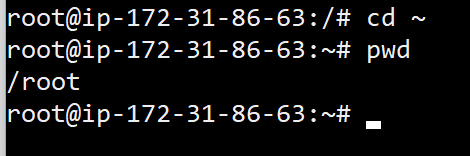 root@ip-172-31-86-63:/# cd ~
root@ip-172-31-86-63:~# pwd
/root
root@ip-172-31-86-63:~#